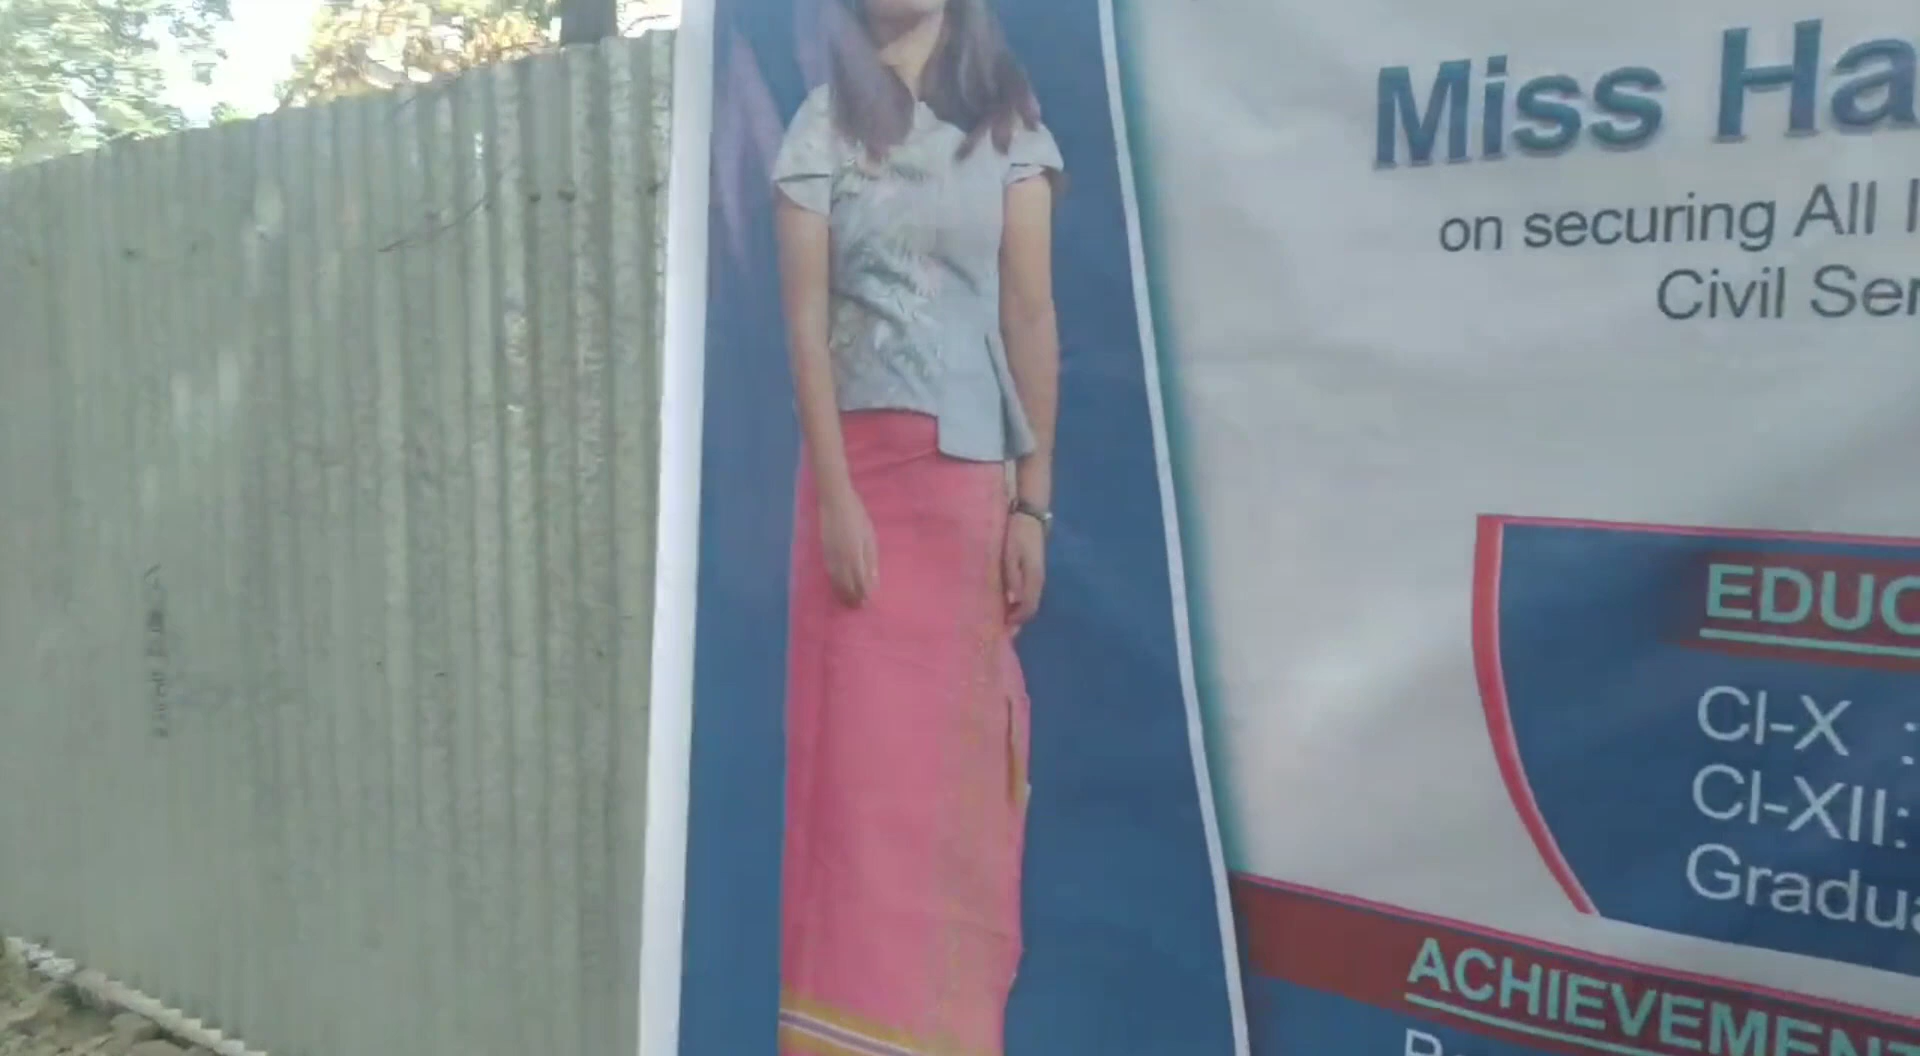 Miss Ha
on securing All I
Civil Ser
EDUC
Cl-X :
Cl-XII:
Gradua
ACHIEVEMENT